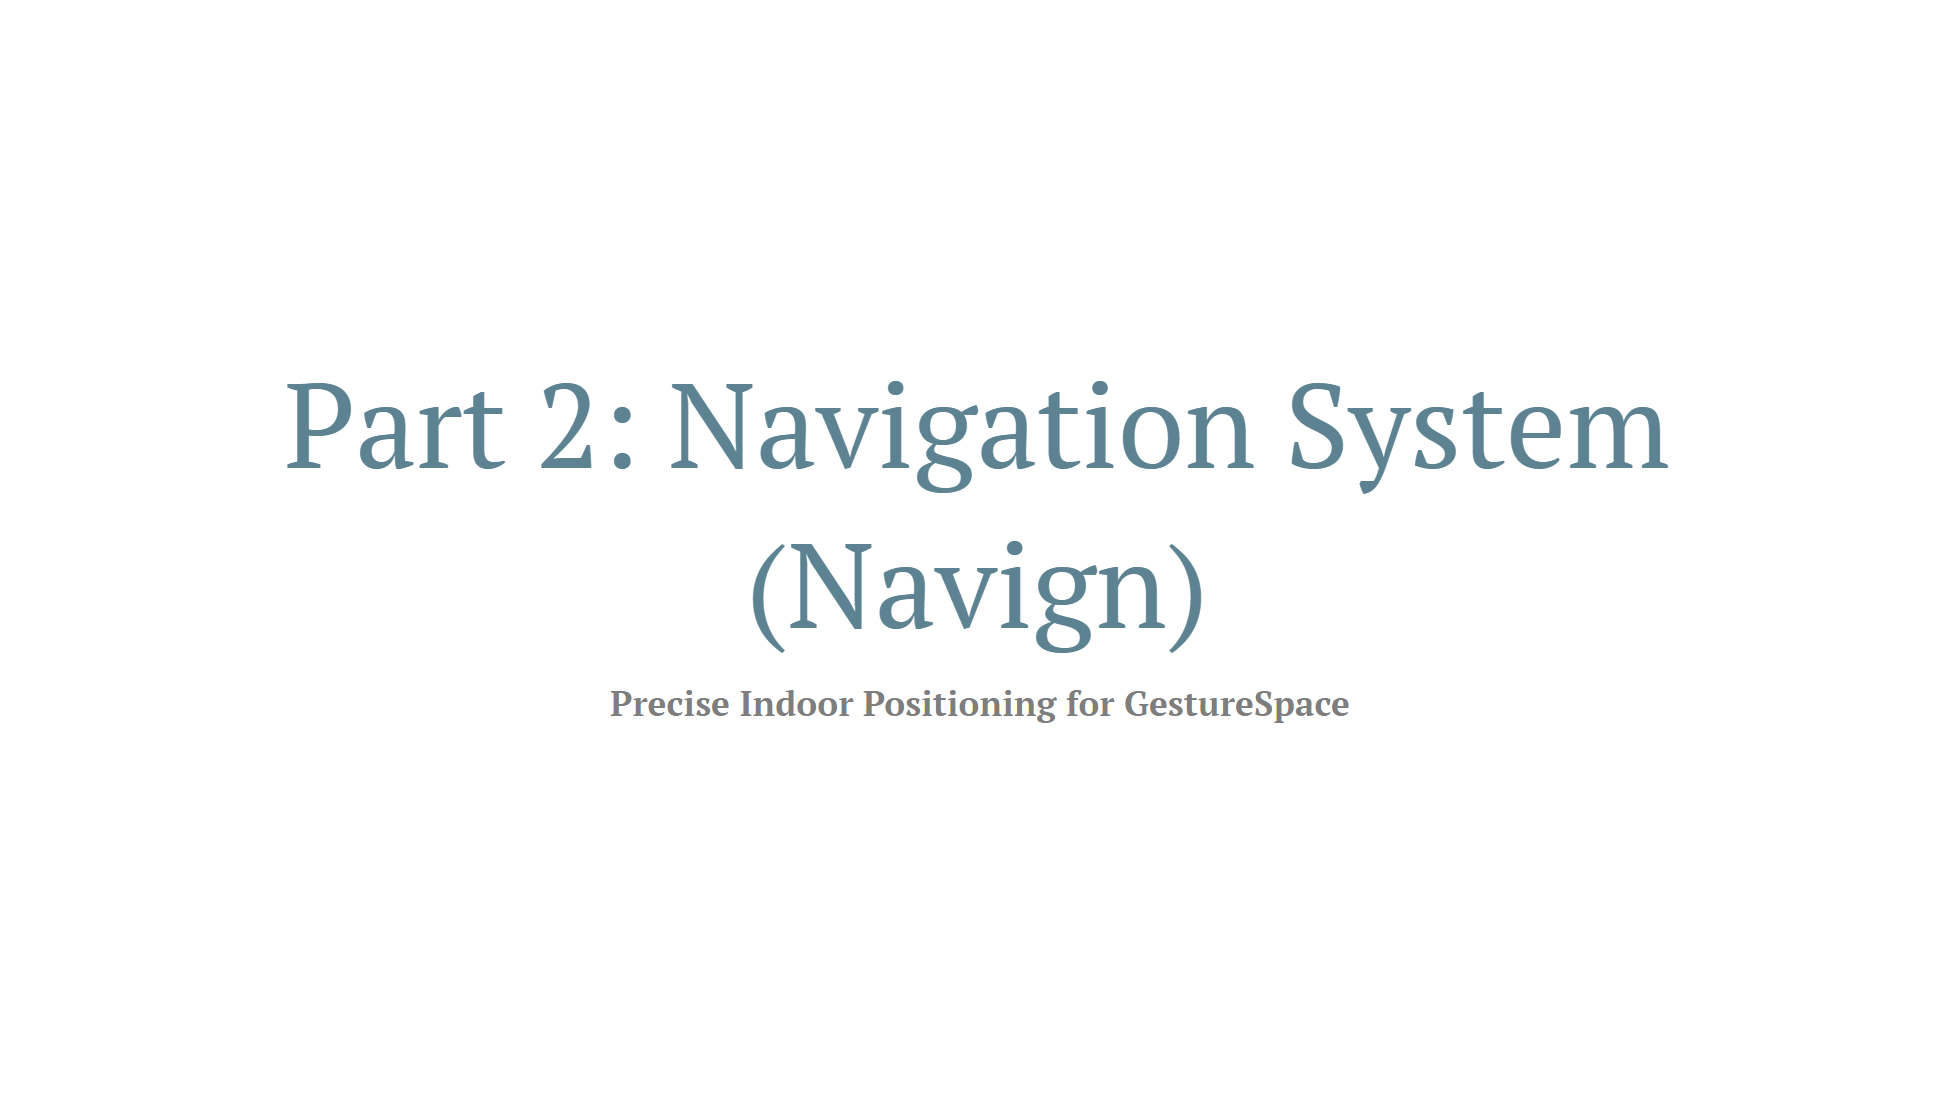 Part 2: Navigation System
(Navign)
Precise Indoor Positioning for GestureSpace